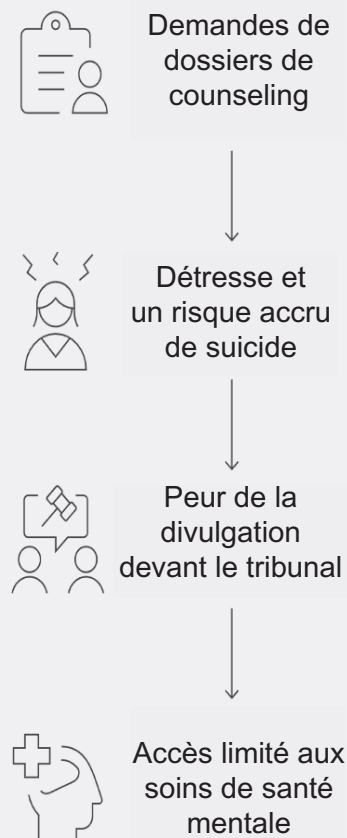 Demandes de
dossiers de
counseling
Détresse et
un risque accru
de suicide
Peur de la
divulgation
devant le tribunal
Accès limité aux
soins de santé
mentale